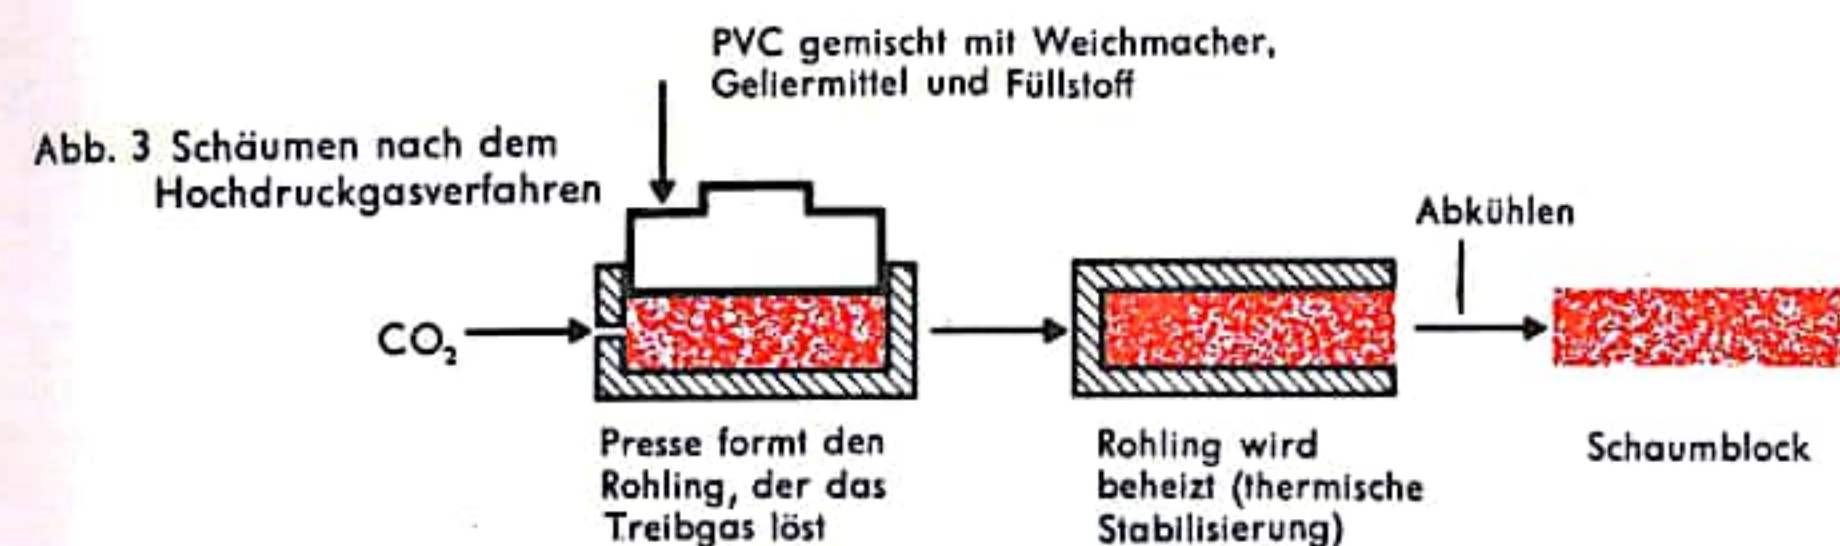 PVC gemischt mit Weichmacher,
Geliermittel und Füllstoff
Abb. 3 Schäumen nach dem
Hochdruckgasverfahren
Abkühlen
CO₂
Presse formt den
Rohling, der das
Treibgas löst
Rohling wird
beheizt (thermische
Stabilisierung)
Schaumblock